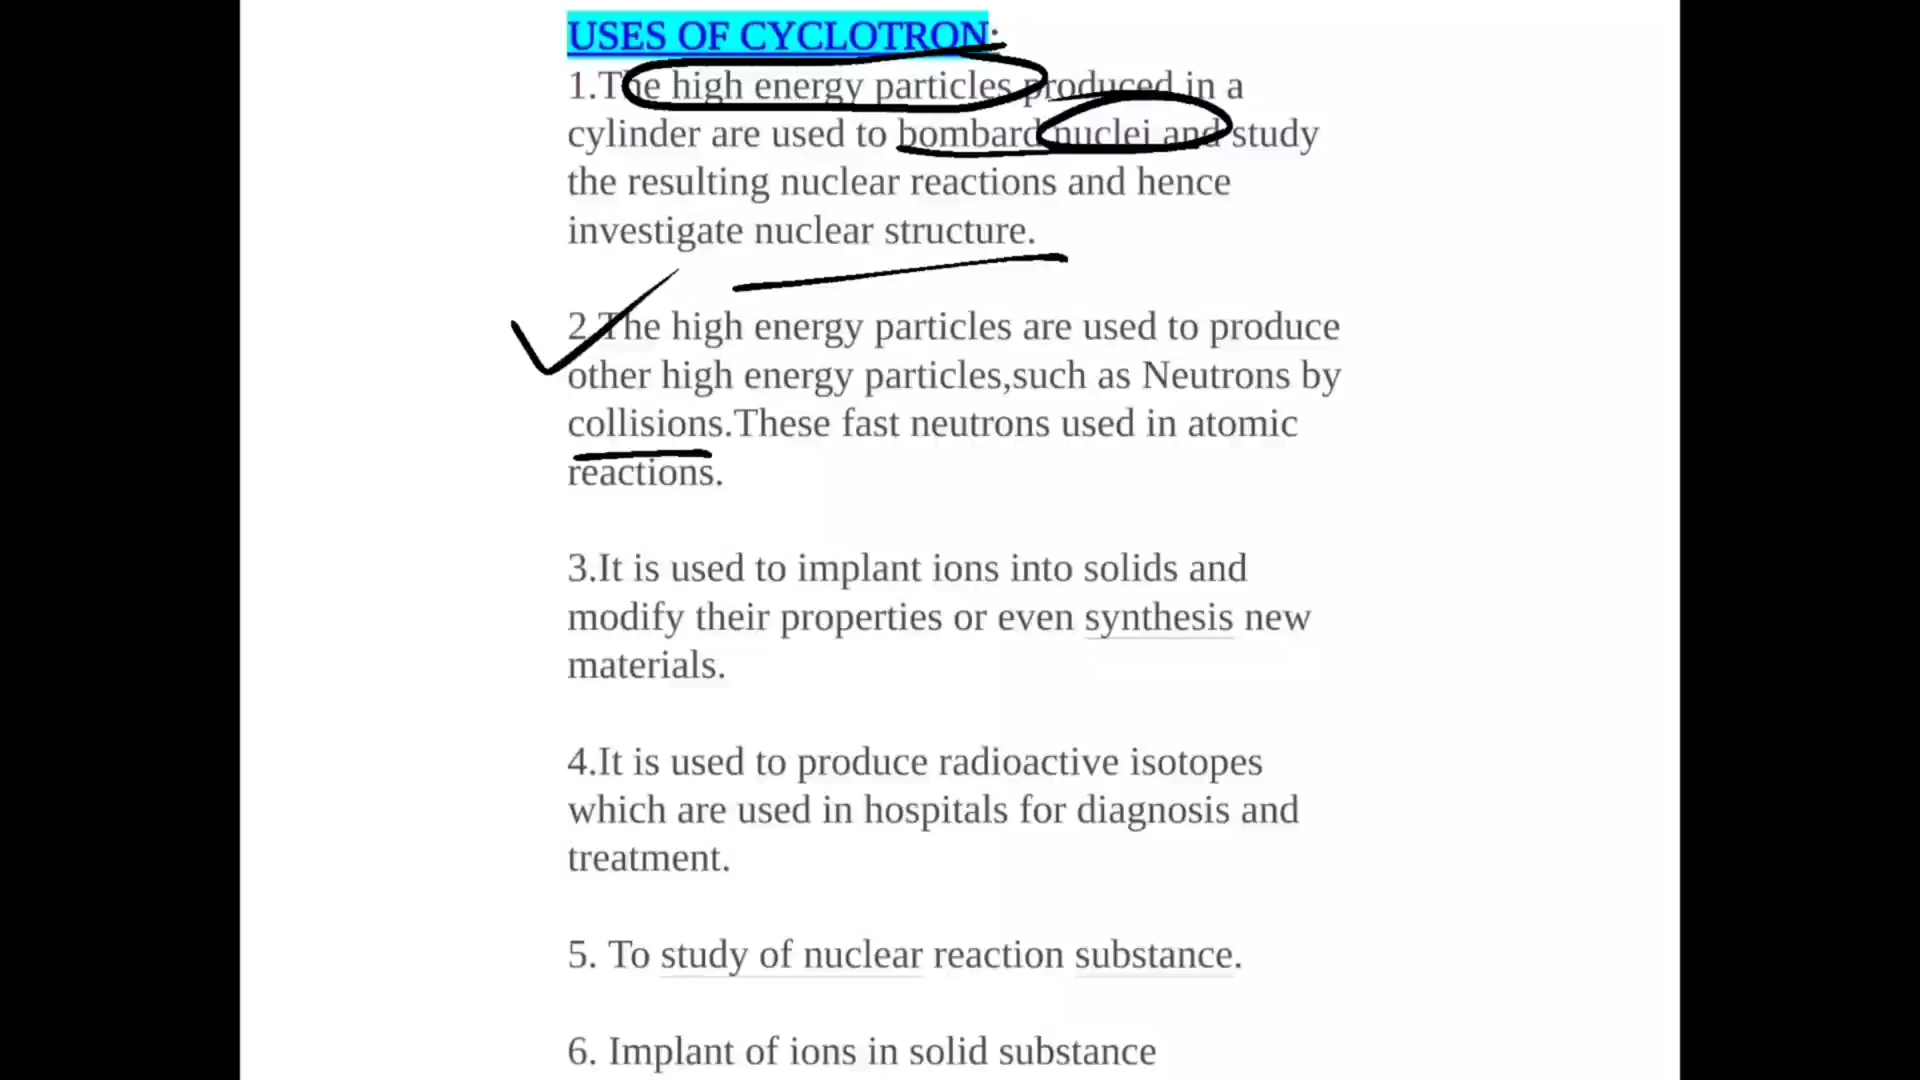 USES OF CYCLOTRON:
1.The high energy particles produced in a
cylinder are used to bombard nuclei and study
the resulting nuclear reactions and hence
investigate nuclear structure.
2.The high energy particles are used to produce
other high energy particles,such as Neutrons by
collisions.These fast neutrons used in atomic
reactions.
3.It is used to implant ions into solids and
modify their properties or even synthesis new
materials.
4.It is used to produce radioactive isotopes
which are used in hospitals for diagnosis and
treatment.
5. To study of nuclear reaction substance.
6. Implant of ions in solid substance